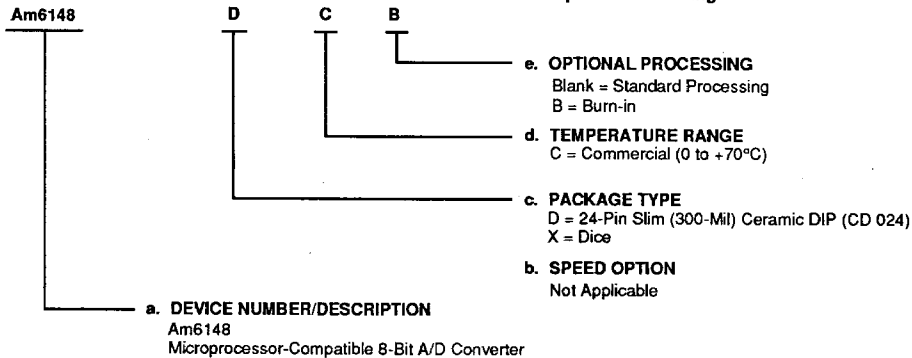 Am6148 D C B
e. OPTIONAL PROCESSING
Blank = Standard Processing
B = Burn-in
d. TEMPERATURE RANGE
C = Commercial (0 to +70°C)
c. PACKAGE TYPE
D = 24-Pin Slim (300-Mil) Ceramic DIP (CD 024)
X = Dice
b. SPEED OPTION
Not Applicable
a. DEVICE NUMBER/DESCRIPTION
Am6148
Microprocessor-Compatible 8-Bit A/D Converter